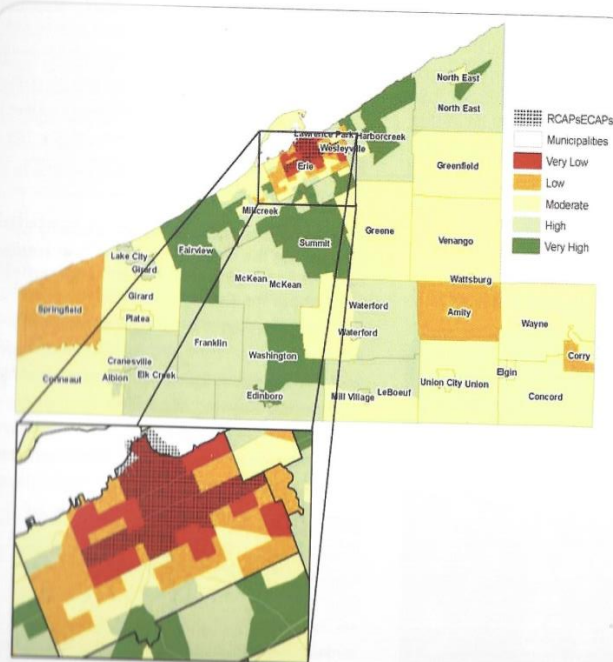 North East
North East
RCAPsECAPs
Municipalities
Very Low
Low
Moderate
High
Very High
Lawrence Park Harborcreek
Wesleyville
Erie
Greenfield
Millcreek
Greene
Venango
Fairview
Summit
Lake City
Girard
McKean
McKean
Wattsburg
Girard
Platea
Springfield
Waterford
Amity
Wayne
Franklin
Waterford
Washington
Corry
Cranesville
Conneaut
Albion
Elk Creek
Edinboro
Mill Village
LeBoeuf
Union City Union
Elgin
Concord